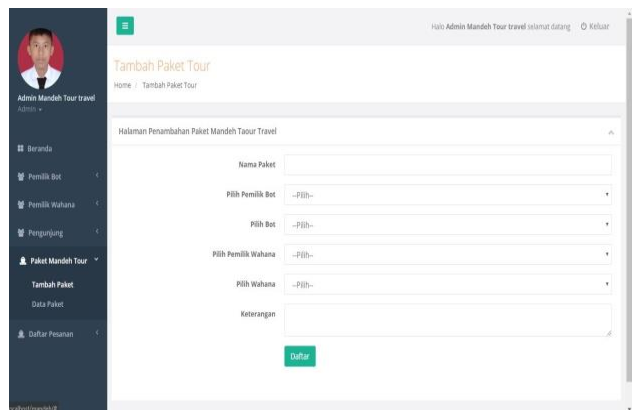 Halo Admin Mandeh Tour travel selamat datang Keluar
Admin Mandeh Tour travel
Admin
Beranda
Pemilik Bot
Pemilik Wahana
Pengunjung
Paket Mandeh Tour
Tambah Paket
Data Paket
Daftar Pesanan
Tambah Paket Tour
Home / Tambah Paket Tour
Halaman Penambahan Paket Mandeh Taour Travel
Nama Paket
Pilih Pemilik Bot --Pilih--
Pilih Bot --Pilih--
Pilih Pemilik Wahana --Pilih--
Pilih Wahana --Pilih--
Keterangan
Daftar
localhost/mandeh/#